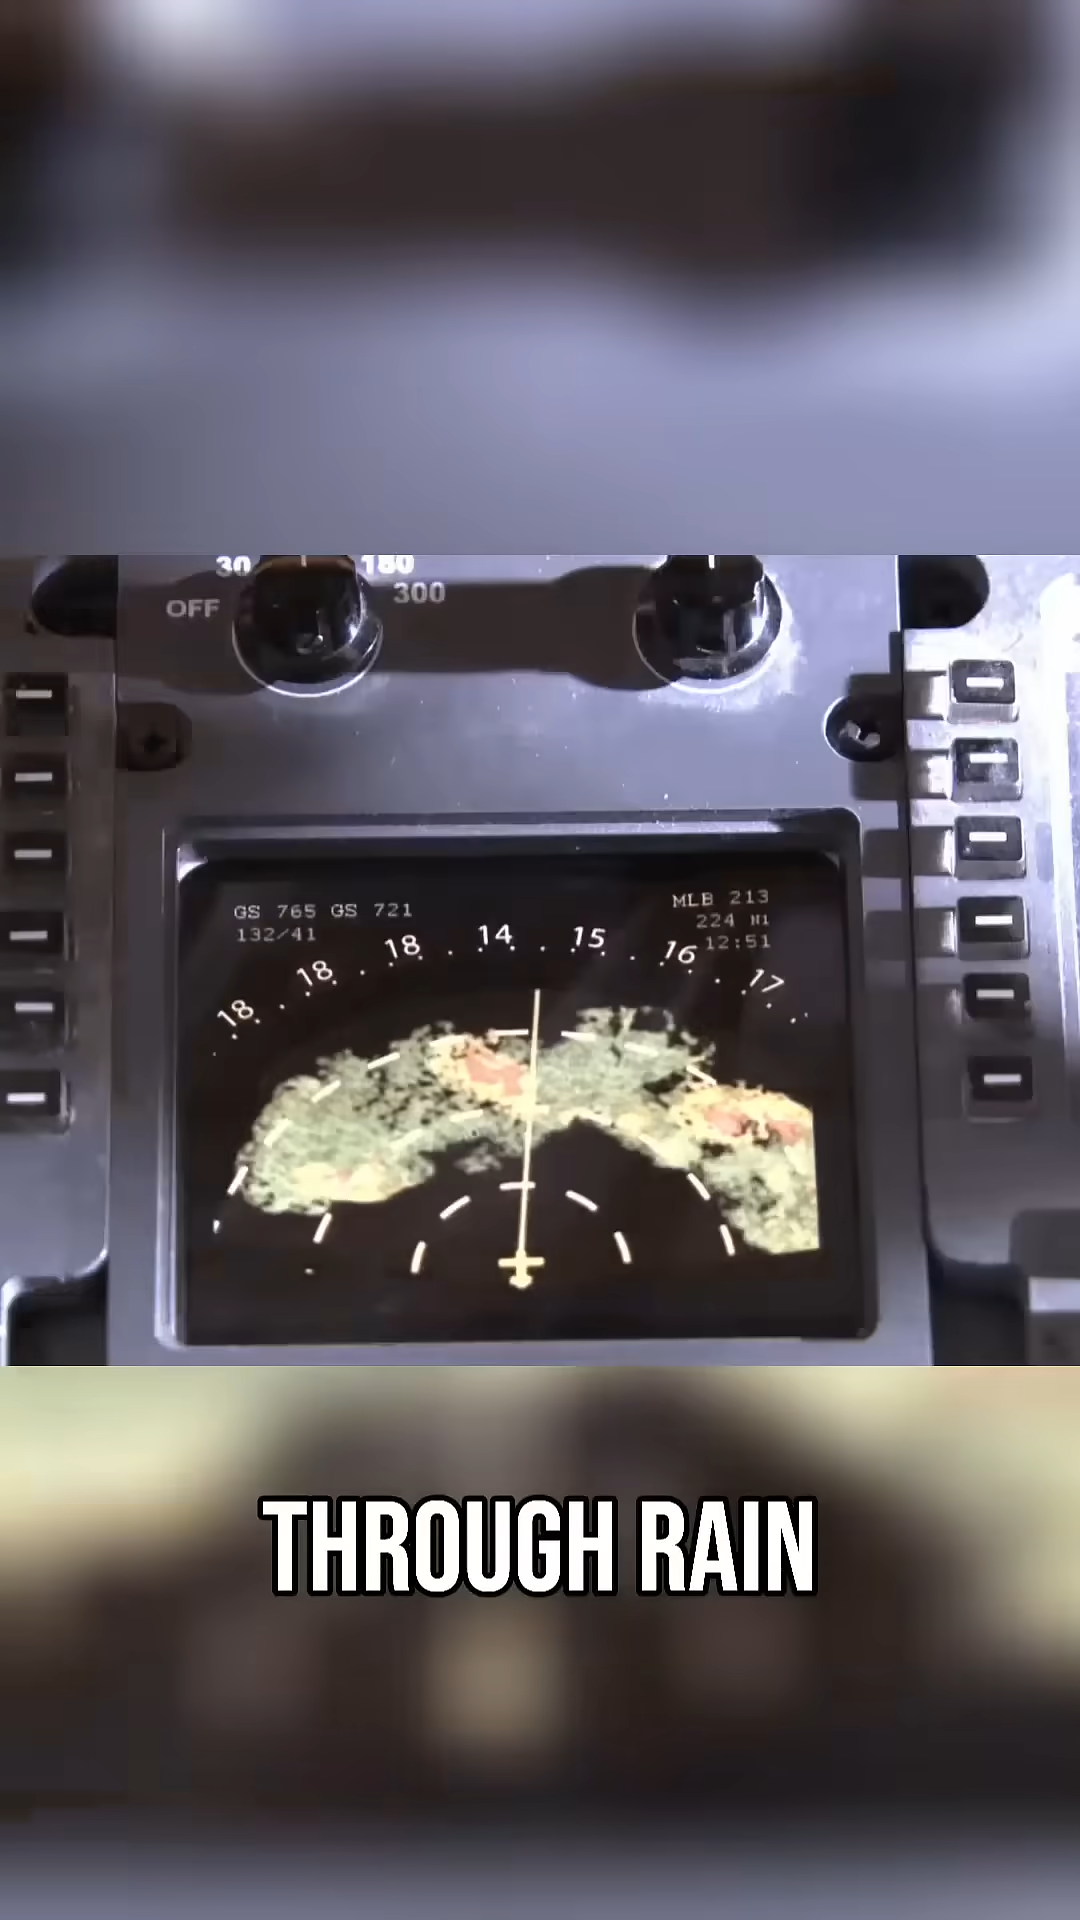 30 180
OFF 300
GS 765 GS 721
132/41
MLB 213
224 N1
12:51
18 18 18 14 15 16 17
THROUGH RAIN